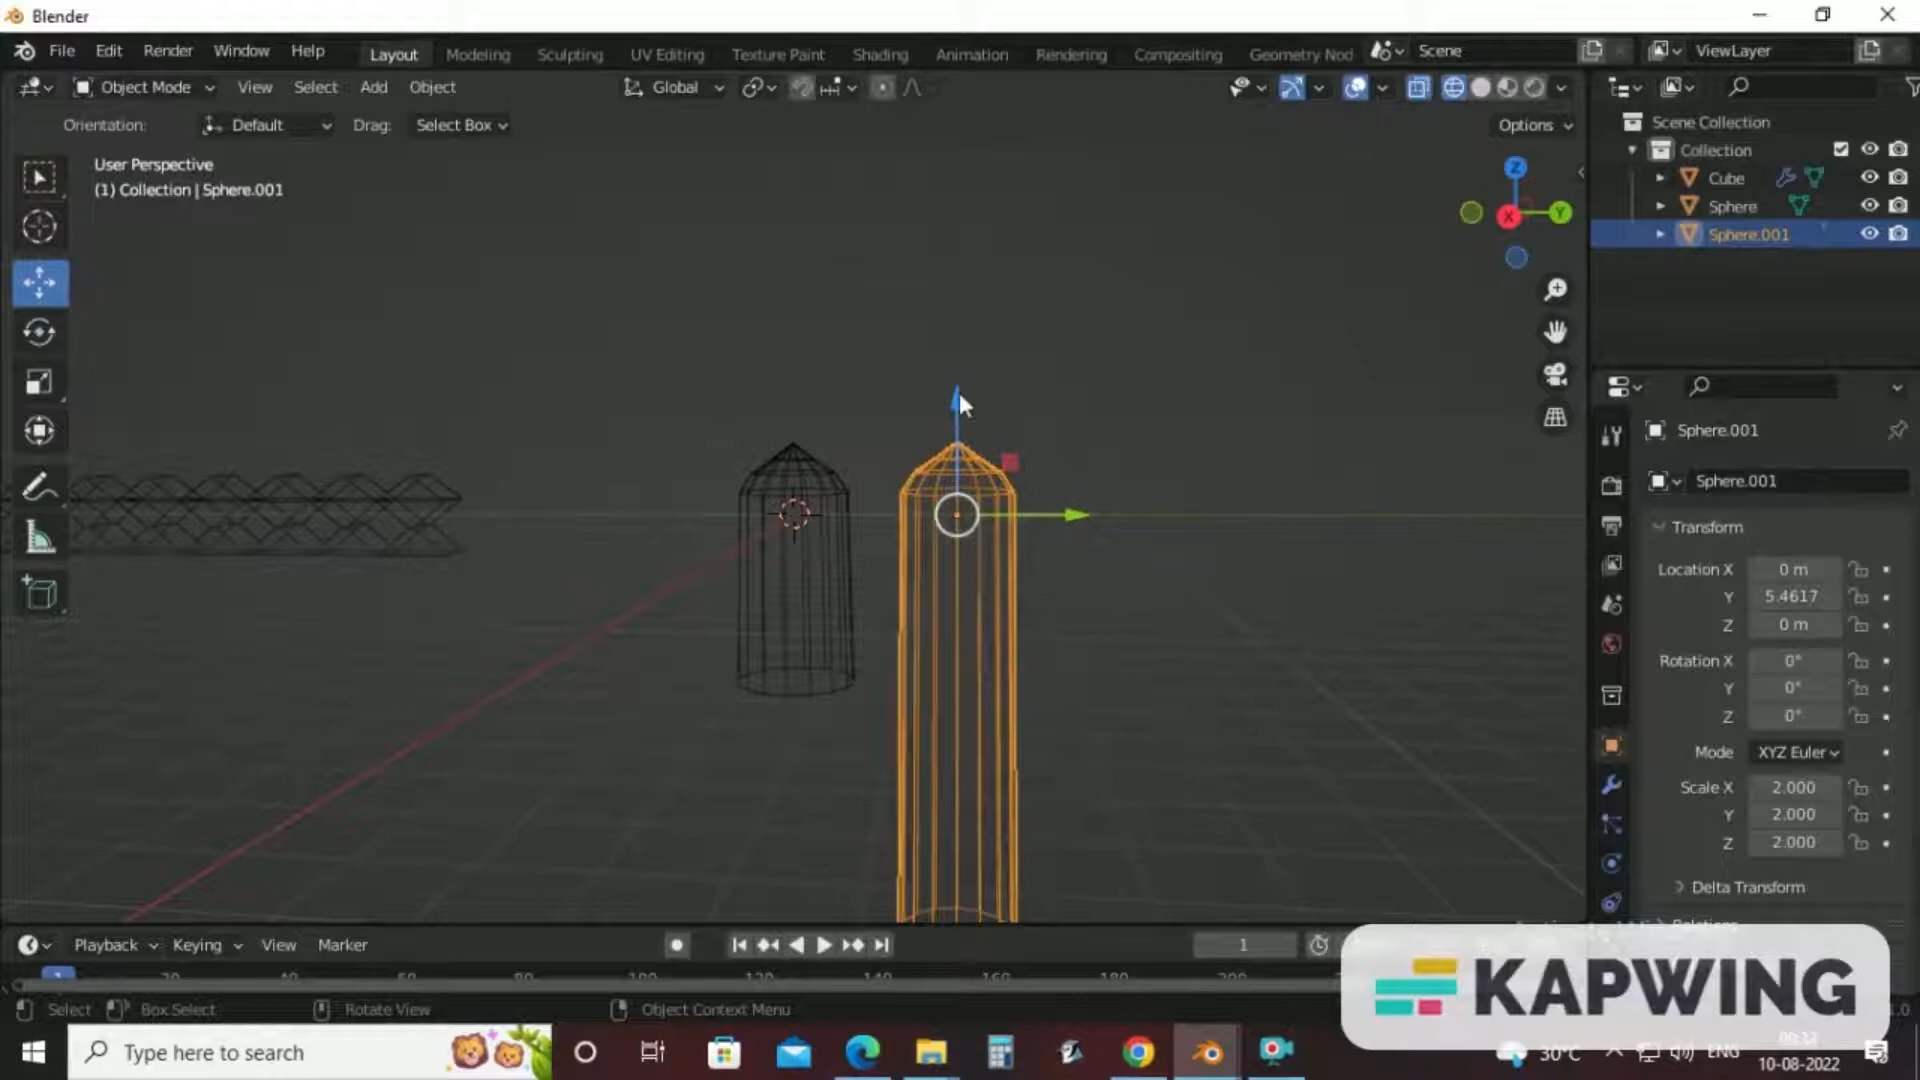 Blender
File Edit Render Window Help Layout Modeling Sculpting UV Editing Texture Paint Shading Animation Rendering Compositing Geometry Nod Scene ViewLayer
Object Mode View Select Add Object Global
Orientation: Default Drag: Select Box Options
User Perspective
(1) Collection | Sphere.001
Z
X
Y
Scene Collection
Collection
Cube
Sphere
Sphere.001
Sphere.001
Sphere.001
Transform
Location X 0 m
Y 5.4617
Z 0 m
Rotation X 0°
Y 0°
Z 0°
Mode XYZ Euler
Scale X 2.000
Y 2.000
Z 2.000
Delta Transform
Playback Keying View Marker 1
Select Box Select Rotate View Object Context Menu
KAPWING
Type here to search
30°C ENG
10-08-2022